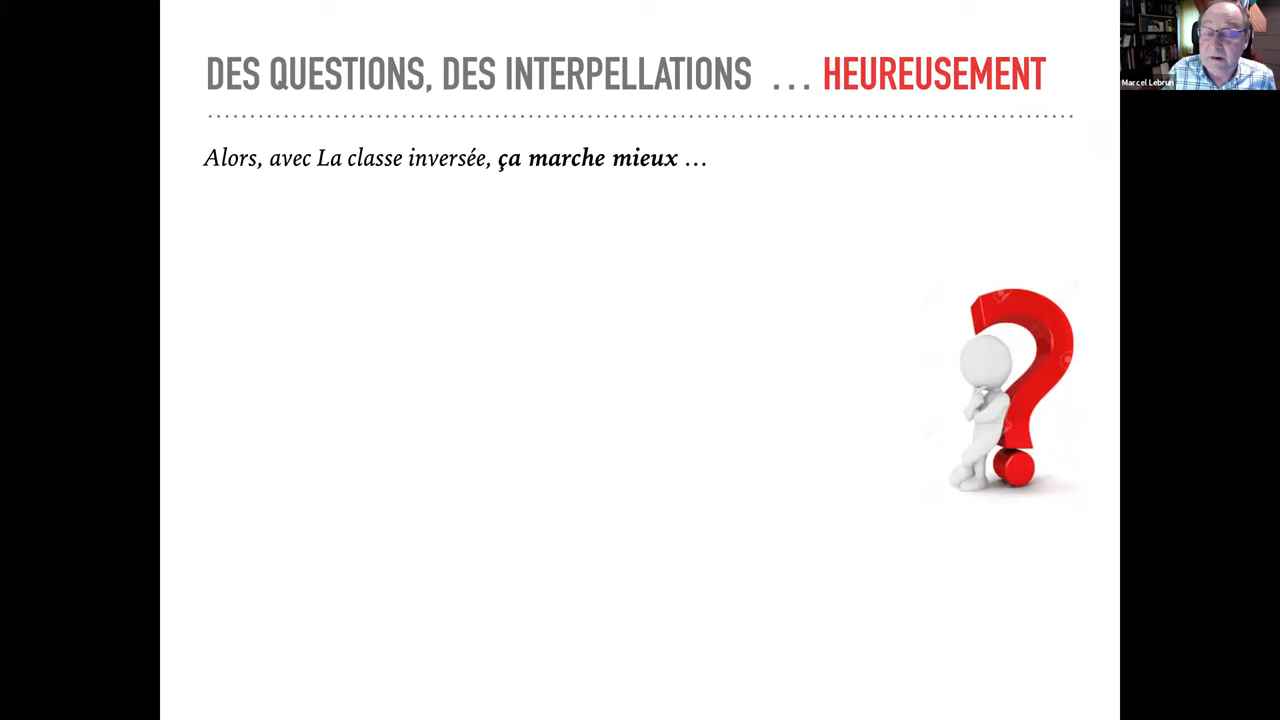 DES QUESTIONS, DES INTERPELLATIONS ... HEUREUSEMENT
Alors, avec La classe inversée, ça marche mieux ...
Marcel Lebrun